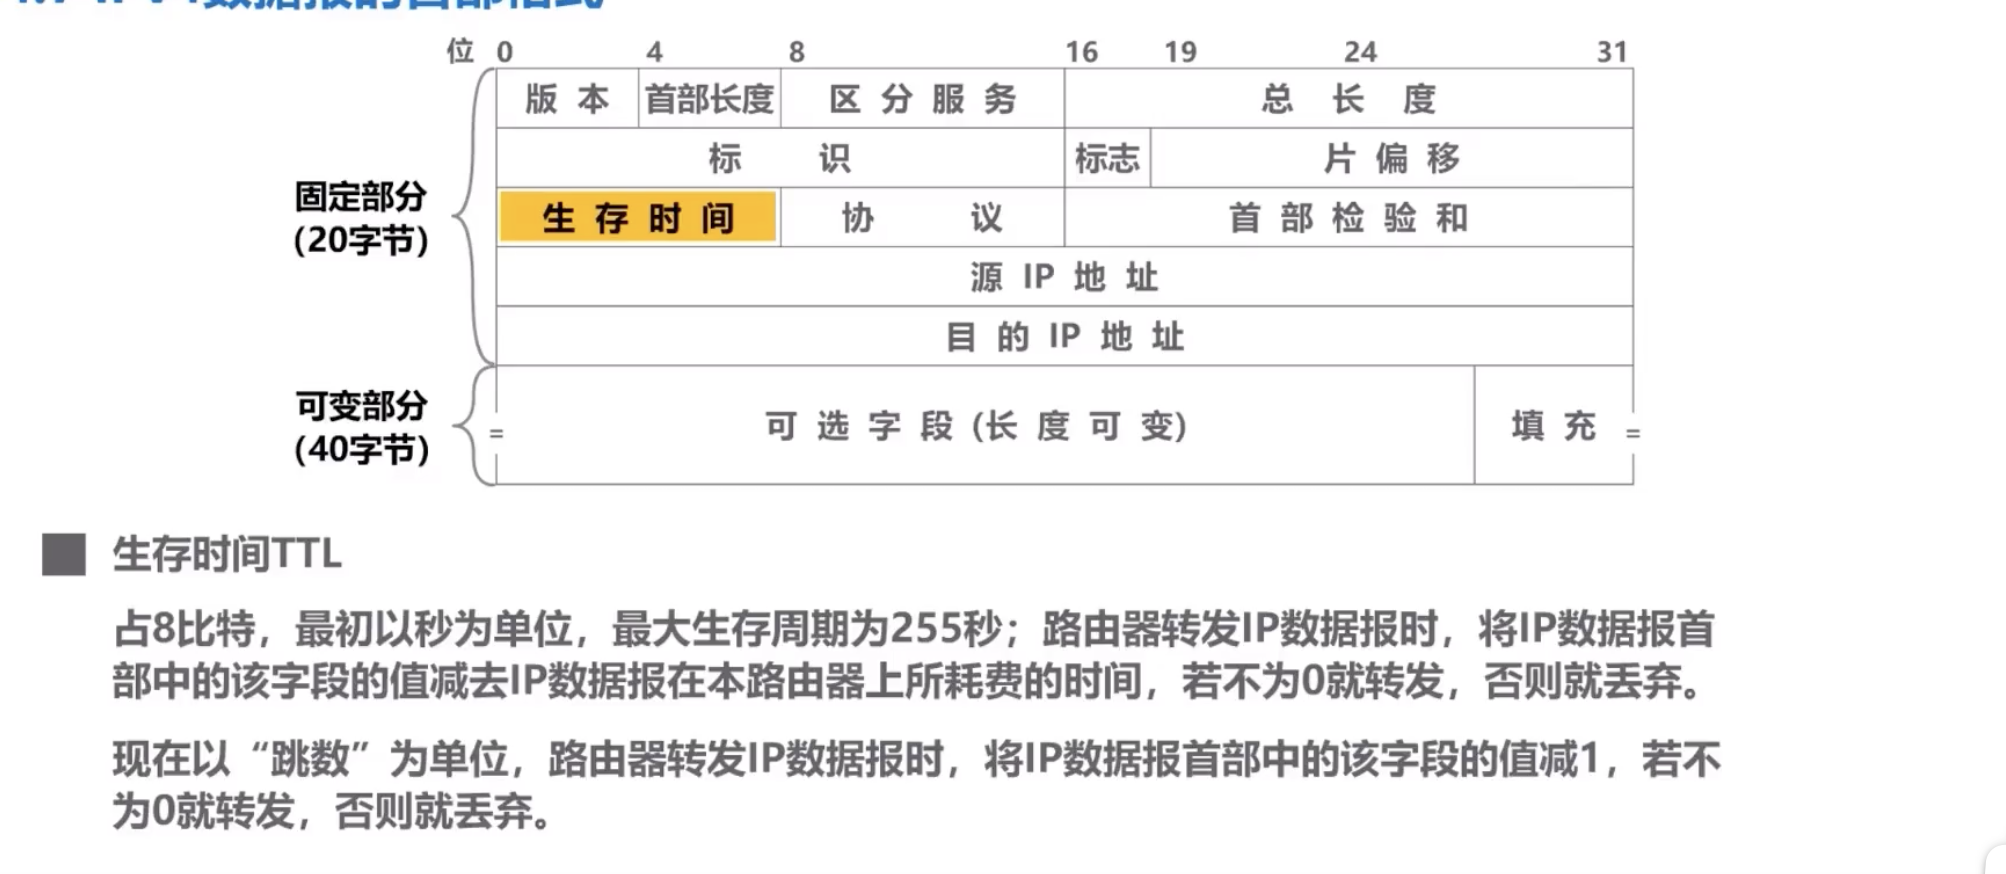 位 0 4 8 16 19 24 31
版 本 首部长度 区 分 服 务 总 长 度
标 识 标志 片 偏 移
固定部分
(20字节)
生 存 时 间 协 议 首 部 检 验 和
源 IP 地 址
目 的 IP 地 址
可变部分
(40字节)
可 选 字 段 (长 度 可 变) 填 充
生存时间TTL
占8比特，最初以秒为单位，最大生存周期为255秒；路由器转发IP数据报时，将IP数据报首
部中的该字段的值减去IP数据报在本路由器上所耗费的时间，若不为0就转发，否则就丢弃。
现在以“跳数”为单位，路由器转发IP数据报时，将IP数据报首部中的该字段的值减1，若不
为0就转发，否则就丢弃。